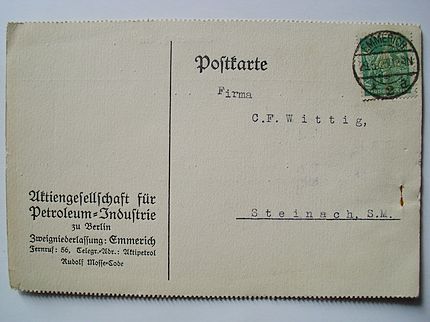 Postkarte
EMMERICH
Firma
C.F. Wittig,
Steinach, S.M.
Aktiengesellschaft für
Petroleum=Industrie
zu Berlin
Zweigniederlassung: Emmerich
Fernruf: 56, Telegr.=Adr.: Aktipetrol
Rudolf Mosse=Code